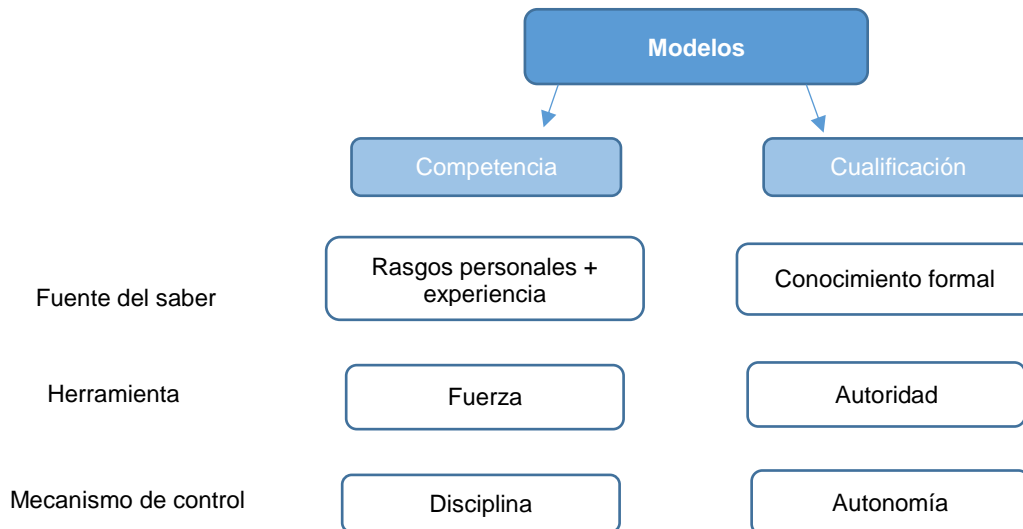 Modelos
Competencia
Cualificación
Fuente del saber
Rasgos personales +
experiencia
Conocimiento formal
Herramienta
Fuerza
Autoridad
Mecanismo de control
Disciplina
Autonomía